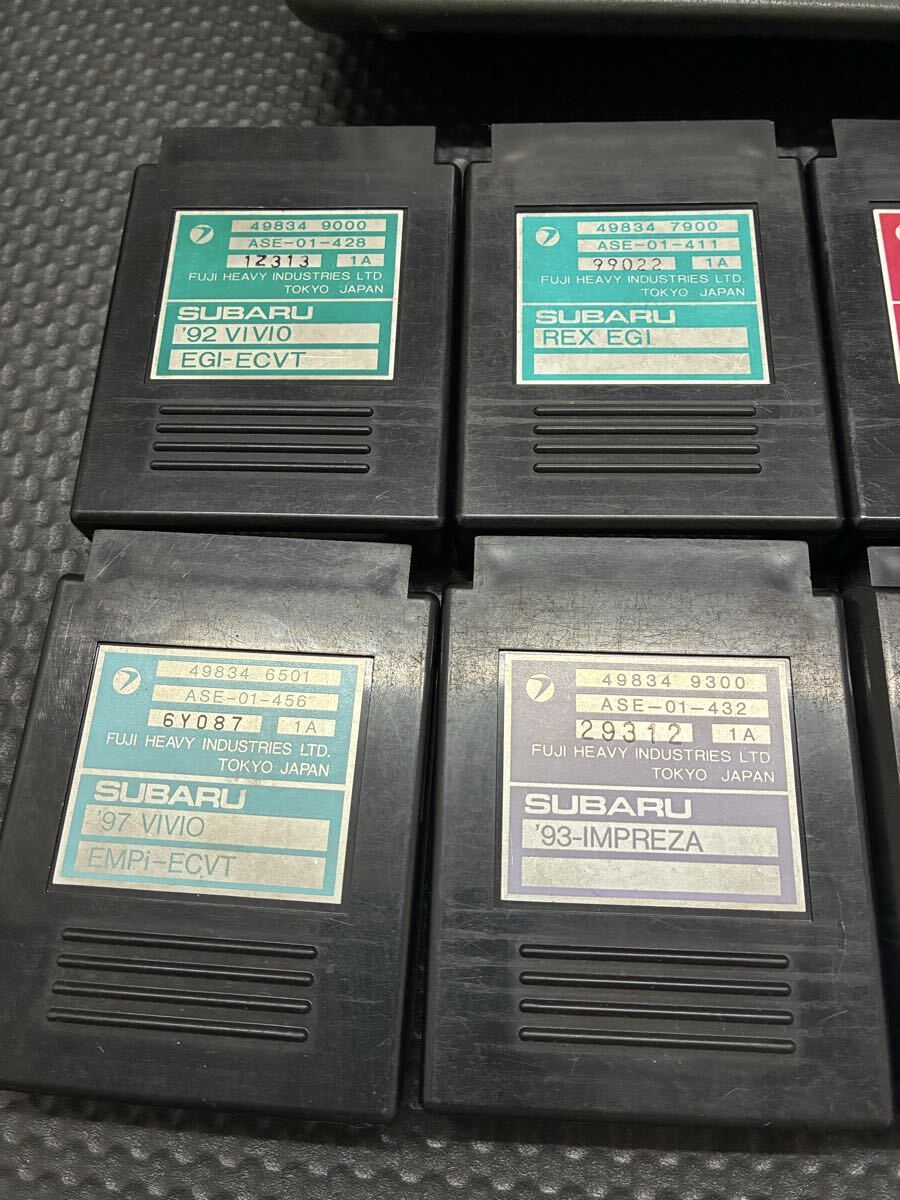 49834 9000
ASE-01-428
1Z313 1A
FUJI HEAVY INDUSTRIES LTD.
TOKYO JAPAN
SUBARU
'92 VIVIO
EGI-ECVT
49834 7900
ASE-01-411
99022 1A
FUJI HEAVY INDUSTRIES LTD.
TOKYO JAPAN
SUBARU
REX EGI
49834 6501
ASE-01-456
6Y087 1A
FUJI HEAVY INDUSTRIES LTD.
TOKYO JAPAN
SUBARU
'97 VIVIO
EMPi-ECVT
49834 9300
ASE-01-432
29312 1A
FUJI HEAVY INDUSTRIES LTD.
TOKYO JAPAN
SUBARU
'93-IMPREZA